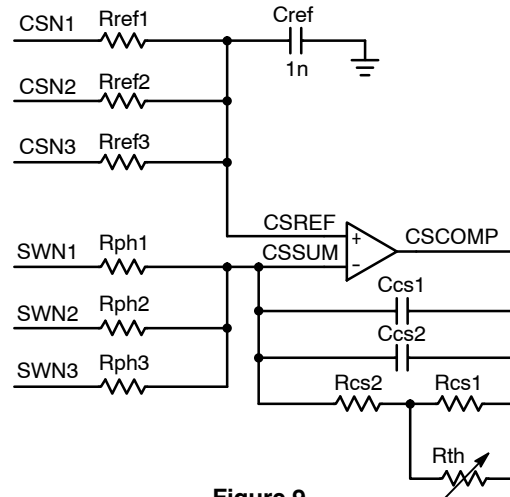 CSN1 Rref1 Cref
1n
CSN2 Rref2
CSN3 Rref3
CSREF
+
CSCOMP
SWN1 Rph1 CSSUM
−
Ccs1
SWN2 Rph2
Ccs2
SWN3 Rph3
Rcs2 Rcs1
Rth
Figure 9